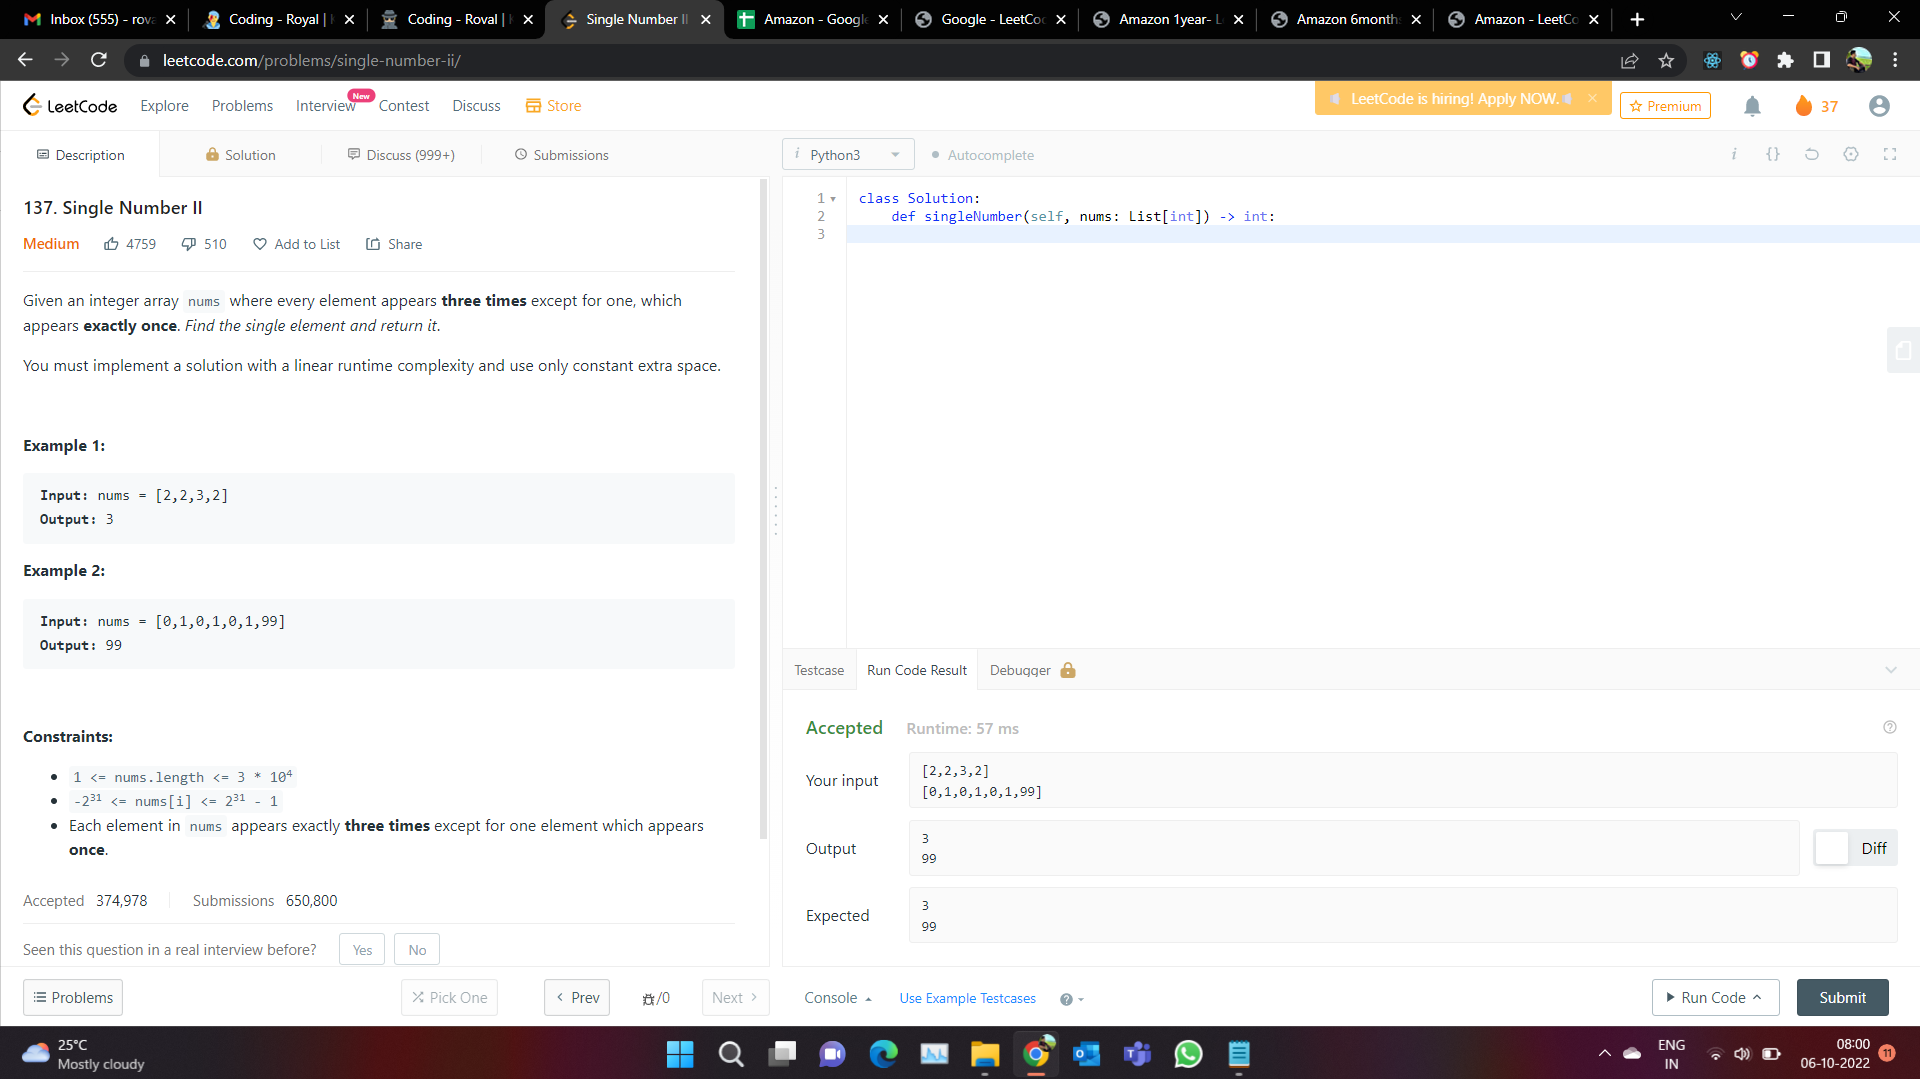 Inbox (555) - rova
Coding - Royal |
Coding - Royal |
Single Number II
Amazon - Google
Google - LeetCo
Amazon 1year- L
Amazon 6month
Amazon - LeetCo
leetcode.com/problems/single-number-ii/
LeetCode
Explore
Problems
Interview
New
Contest
Discuss
Store
LeetCode is hiring! Apply NOW.
Premium
37
Description
Solution
Discuss (999+)
Submissions
i Python3
Autocomplete
137. Single Number II
Medium
4759
510
Add to List
Share
Given an integer array nums where every element appears three times except for one, which
appears exactly once. Find the single element and return it.
You must implement a solution with a linear runtime complexity and use only constant extra space.
Example 1:
Input: nums = [2,2,3,2]
Output: 3
Example 2:
Input: nums = [0,1,0,1,0,1,99]
Output: 99
Constraints:
1 <= nums.length <= 3 * 10⁴
-2³¹ <= nums[i] <= 2³¹ - 1
Each element in nums appears exactly three times except for one element which appears
once.
Accepted 374,978
Submissions 650,800
Seen this question in a real interview before?
Yes
No
Problems
Pick One
Prev
/0
Next
1 class Solution:
2 def singleNumber(self, nums: List[int]) -> int:
3
Testcase
Run Code Result
Debugger
Accepted
Runtime: 57 ms
Your input
[2,2,3,2]
[0,1,0,1,0,1,99]
Output
3
99
Diff
Expected
3
99
Console
Use Example Testcases
Run Code
Submit
25°C
Mostly cloudy
ENG
IN
08:00
06-10-2022
11